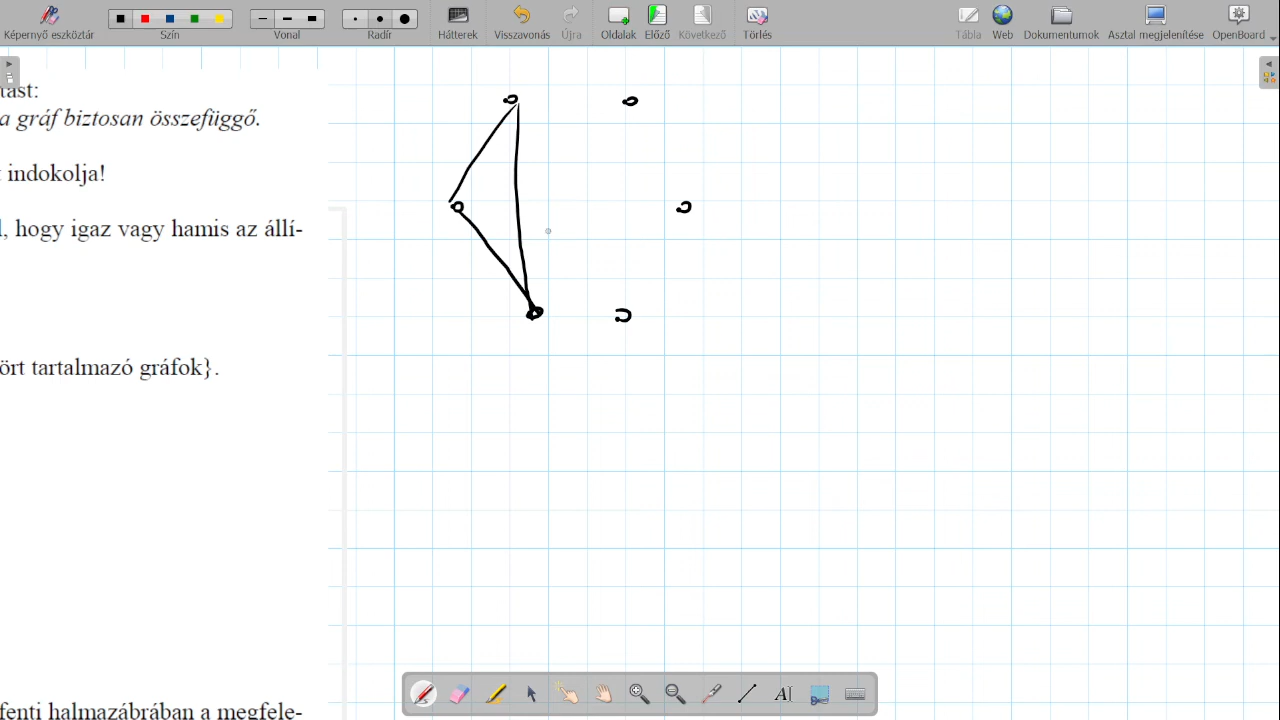 Képernyő eszköztár Szín Vonal Radír Hátterek Visszavonás Újra Oldalak Előző Következő Törlés Tábla Web Dokumentumok Asztal megjelenítése OpenBoard
tást:
a gráf biztosan összefüggő.
t indokolja!
l, hogy igaz vagy hamis az állí-
ört tartalmazó gráfok}.
fenti halmazábrában a megfele-